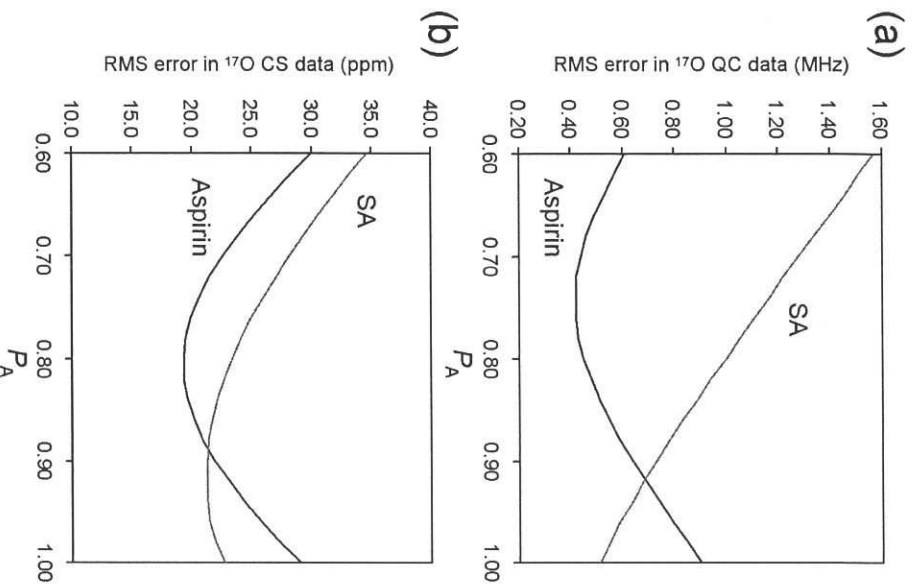 (a)
RMS error in ¹⁷O QC data (MHz)
1.60
1.40
1.20
1.00
0.80
0.60
0.40
0.20
SA
Aspirin
0.60
0.70
0.80
0.90
1.00
(b)
RMS error in ¹⁷O CS data (ppm)
40.0
35.0
30.0
25.0
20.0
15.0
10.0
SA
Aspirin
0.60
0.70
0.80
0.90
1.00
P_A